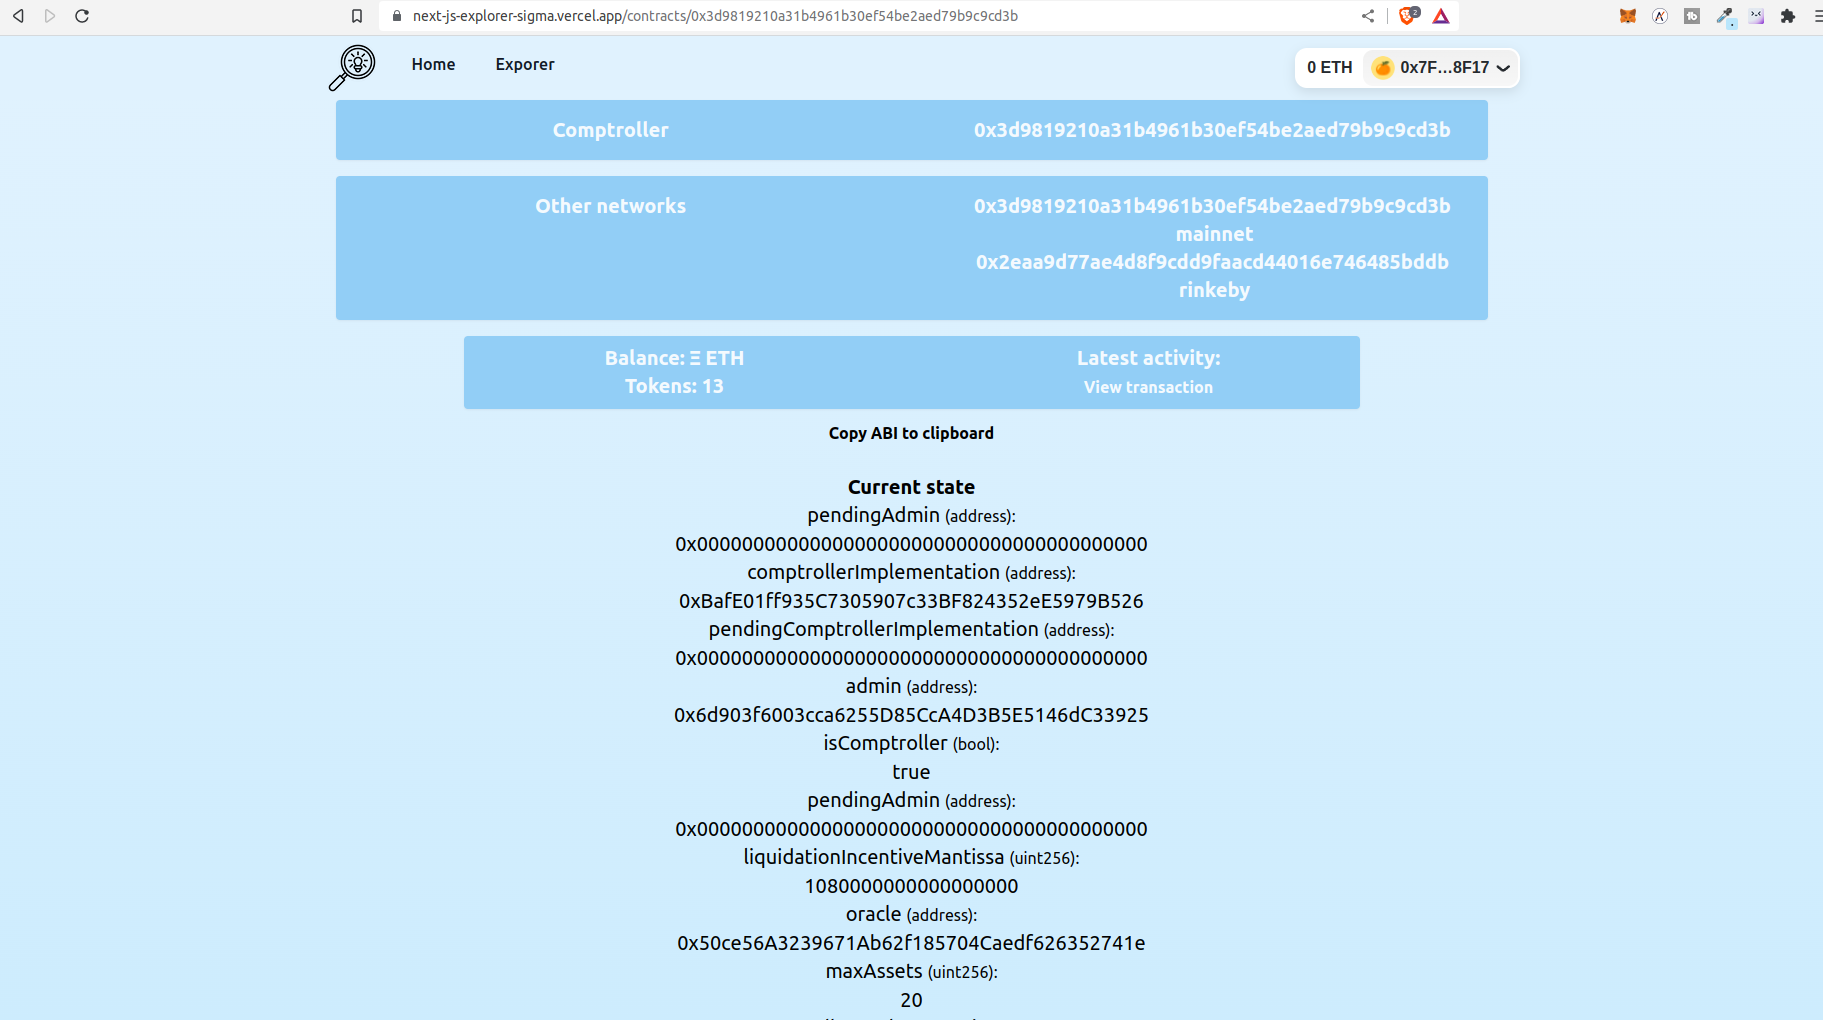 next-js-explorer-sigma.vercel.app/contracts/0x3d9819210a31b4961b30ef54be2aed79b9c9cd3b
2
Home Exporer
0 ETH 0x7F...8F17
Comptroller 0x3d9819210a31b4961b30ef54be2aed79b9c9cd3b
Other networks 0x3d9819210a31b4961b30ef54be2aed79b9c9cd3b
mainnet
0x2eaa9d77ae4d8f9cdd9faacd44016e746485bddb
rinkeby
Balance: Ξ ETH Latest activity:
Tokens: 13 View transaction
Copy ABI to clipboard
Current state
pendingAdmin (address):
0x0000000000000000000000000000000000000000
comptrollerImplementation (address):
0xBafE01ff935C7305907c33BF824352eE5979B526
pendingComptrollerImplementation (address):
0x0000000000000000000000000000000000000000
admin (address):
0x6d903f6003cca6255D85CcA4D3B5E5146dC33925
isComptroller (bool):
true
pendingAdmin (address):
0x0000000000000000000000000000000000000000
liquidationIncentiveMantissa (uint256):
1080000000000000000
oracle (address):
0x50ce56A3239671Ab62f185704Caedf626352741e
maxAssets (uint256):
20